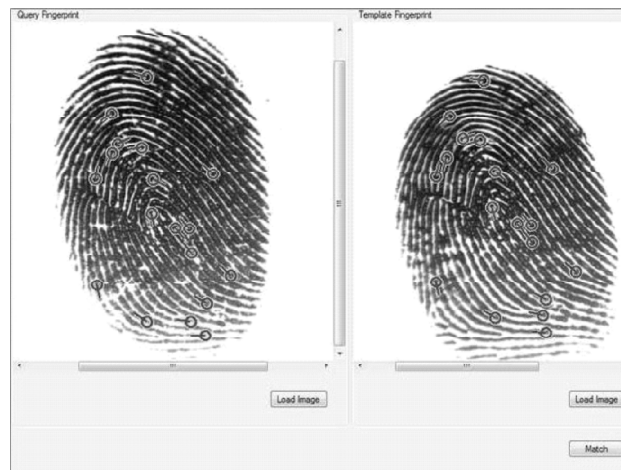 Query Fingerprint
Template Fingerprint
Load Image
Load Image
Match